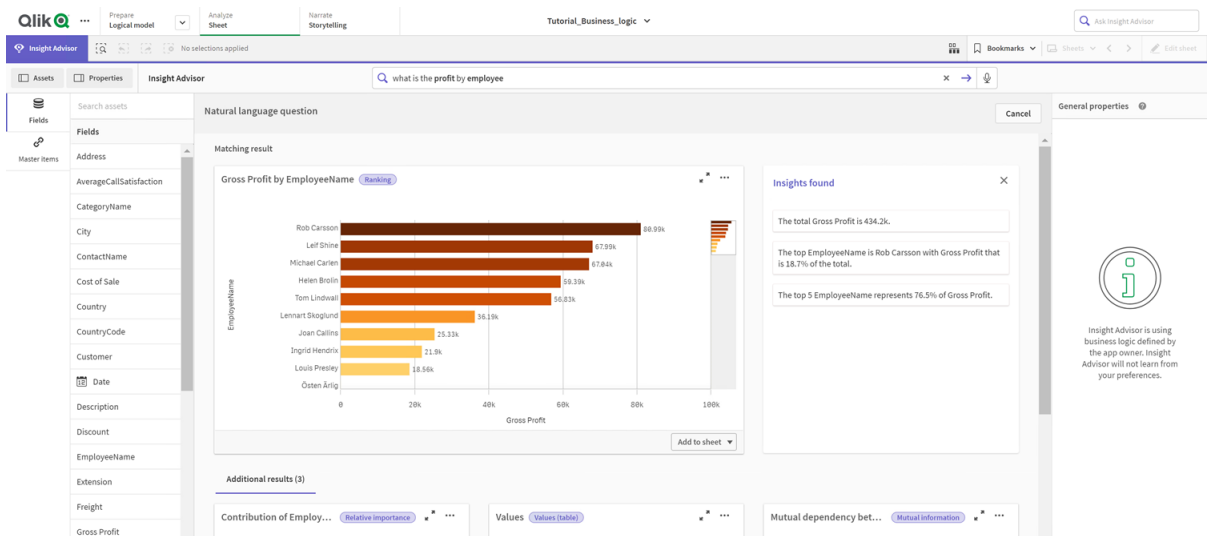 Qlik
Prepare
Logical model
Analyze
Sheet
Narrate
Storytelling
Tutorial_Business_logic
Ask Insight Advisor
Insight Advisor
No selections applied
Bookmarks
Sheets
Edit sheet
Assets
Properties
Insight Advisor
what is the profit by employee
Fields
Master items
Search assets
Fields
Address
AverageCallSatisfaction
CategoryName
City
ContactName
Cost of Sale
Country
CountryCode
Customer
Date
Description
Discount
EmployeeName
Extension
Freight
Gross Profit
Natural language question
Cancel
Matching result
Gross Profit by EmployeeName
Ranking
EmployeeName
Rob Carsson 80.99k
Leif Shine 67.99k
Michael Carlen 67.04k
Helen Brolin 59.39k
Tom Lindwall 56.83k
Lennart Skoglund 36.19k
Joan Callins 25.33k
Ingrid Hendrix 21.9k
Louis Presley 18.56k
Östen Ärlig
0 20k 40k 60k 80k 100k
Gross Profit
Add to sheet
Insights found
The total Gross Profit is 434.2k.
The top EmployeeName is Rob Carsson with Gross Profit that
is 18.7% of the total.
The top 5 EmployeeName represents 76.5% of Gross Profit.
Additional results (3)
Contribution of Employ...
Relative importance
Values
Values (table)
Mutual dependency bet...
Mutual information
General properties
Insight Advisor is using
business logic defined by
the app owner. Insight
Advisor will not learn from
your preferences.